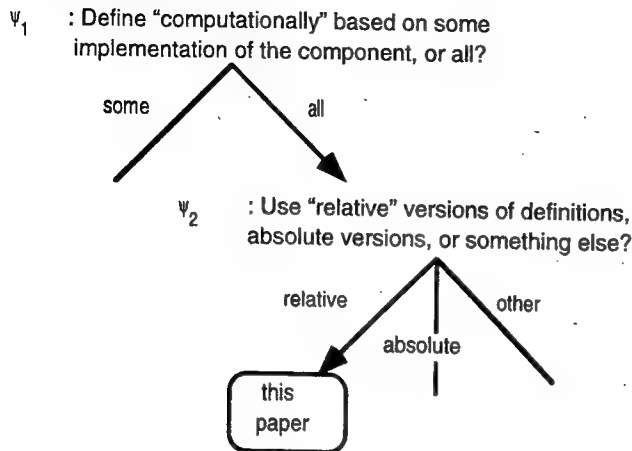 Ψ1 : Define “computationally” based on some
implementation of the component, or all?
some
all
Ψ2 : Use “relative” versions of definitions,
absolute versions, or something else?
relative
other
absolute
this
paper